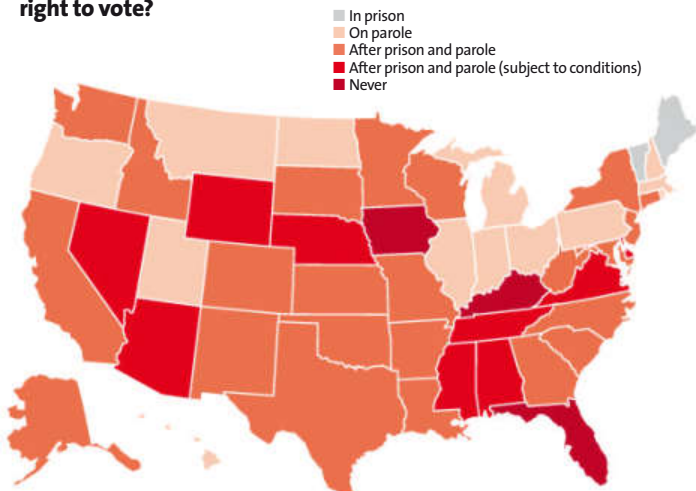 right to vote?
In prison
On parole
After prison and parole
After prison and parole (subject to conditions)
Never